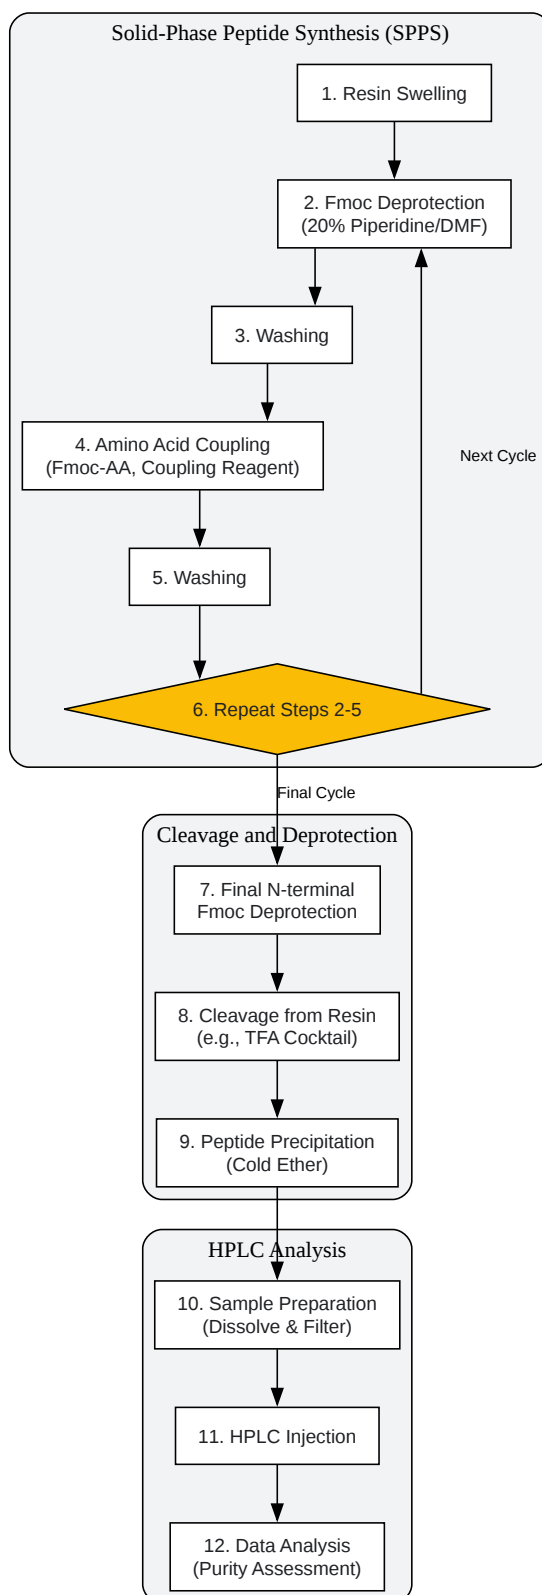 Solid-Phase Peptide Synthesis (SPPS)
1. Resin Swelling
2. Fmoc Deprotection
(20% Piperidine/DMF)
3. Washing
4. Amino Acid Coupling
(Fmoc-AA, Coupling Reagent)
Next Cycle
5. Washing
6. Repeat Steps 2-5
Final Cycle
Cleavage and Deprotection
7. Final N-terminal
Fmoc Deprotection
8. Cleavage from Resin
(e.g., TFA Cocktail)
9. Peptide Precipitation
(Cold Ether)
HPLC Analysis
10. Sample Preparation
(Dissolve & Filter)
11. HPLC Injection
12. Data Analysis
(Purity Assessment)